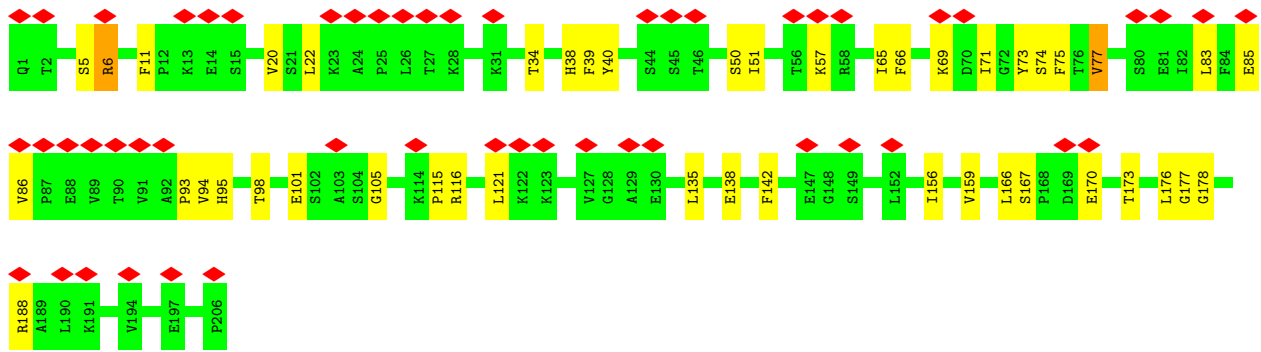 Q1 T2 S5 R6 F11 P12 K13 E14 S15 V20 S21 L22 K23 A24 P25 L26 T27 K28 K31 T34 H38 F39 Y40 S44 S45 T46 S50 I51 T56 K57 R58 I65 F66 K69 D70 I71 G72 Y73 S74 F75 T76 V77 S80 E81 I82 L83 F84 E85
V86 P87 E88 V89 T90 V91 A92 P93 V94 H95 T98 E101 S102 A103 S104 G105 K114 P115 R116 L121 K122 K123 V127 G128 A129 E130 L135 E138 F142 E147 G148 S149 L152 I156 V159 L166 S167 P168 D169 E170 T173 L176 G177 G178
R188 A189 L190 K191 V194 E197 P206